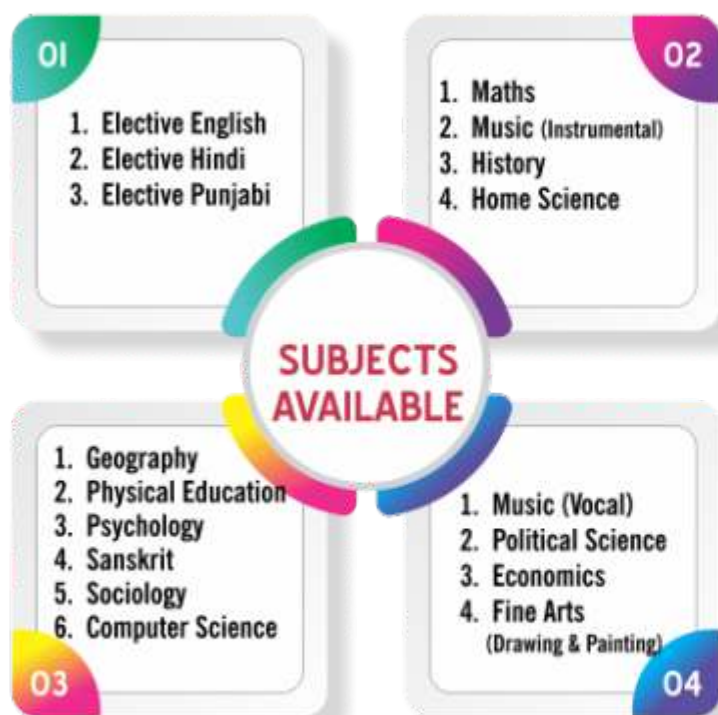 01
1. Elective English
2. Elective Hindi
3. Elective Punjabi
02
1. Maths
2. Music (Instrumental)
3. History
4. Home Science
SUBJECTS
AVAILABLE
1. Geography
2. Physical Education
3. Psychology
4. Sanskrit
5. Sociology
6. Computer Science
03
1. Music (Vocal)
2. Political Science
3. Economics
4. Fine Arts
(Drawing & Painting)
04